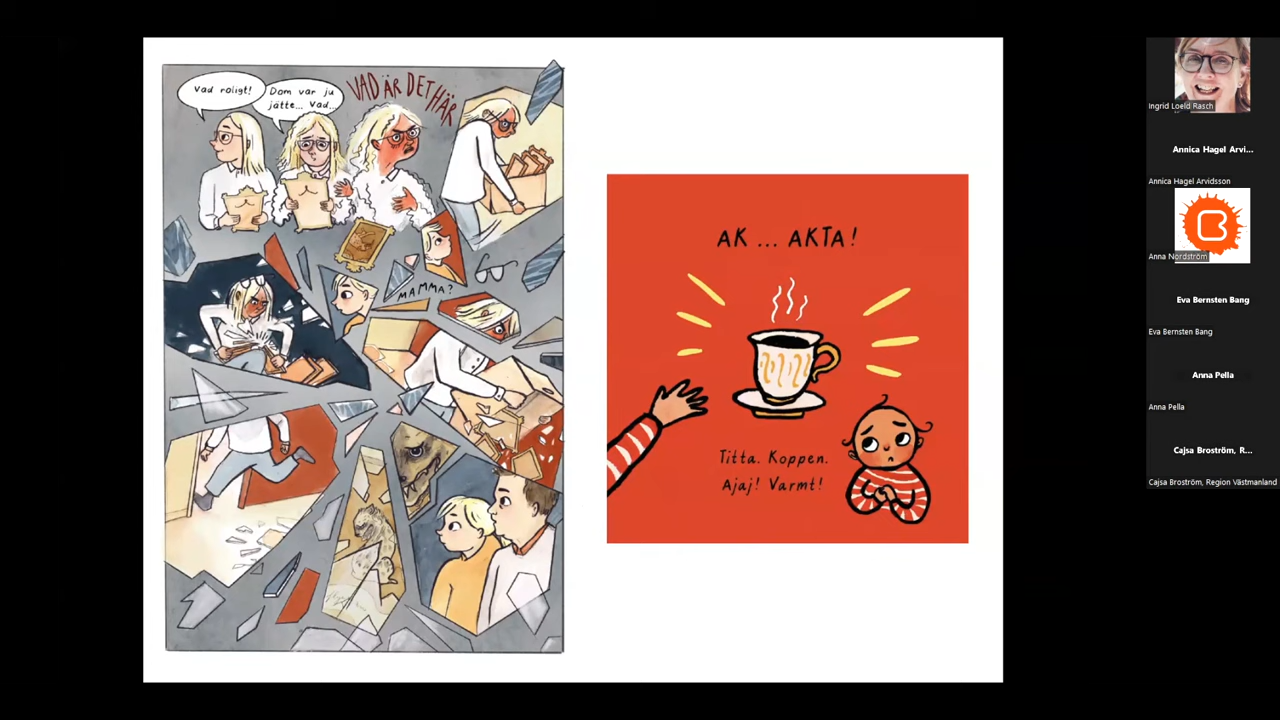 Vad roligt!
Dom var ju
jätte... Vad...
VAD ÄR DET HÄR
MAMMA?
AK ... AKTA!
Titta. Koppen.
Ajaj! Varmt!
Ingrid Loeld Rasch
Annica Hagel Arvi...
Annica Hagel Arvidsson
Anna Nordström
Eva Bernsten Bang
Eva Bernsten Bang
Anna Pella
Anna Pella
Cajsa Broström, R...
Cajsa Broström, Region Västmanland